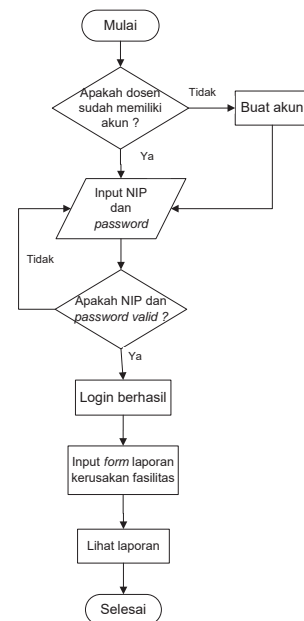 Mulai
Apakah dosen
sudah memiliki
akun ?
Tidak
Buat akun
Ya
Input NIP
dan
password
Tidak
Apakah NIP dan
password valid ?
Ya
Login berhasil
Input form laporan
kerusakan fasilitas
Lihat laporan
Selesai